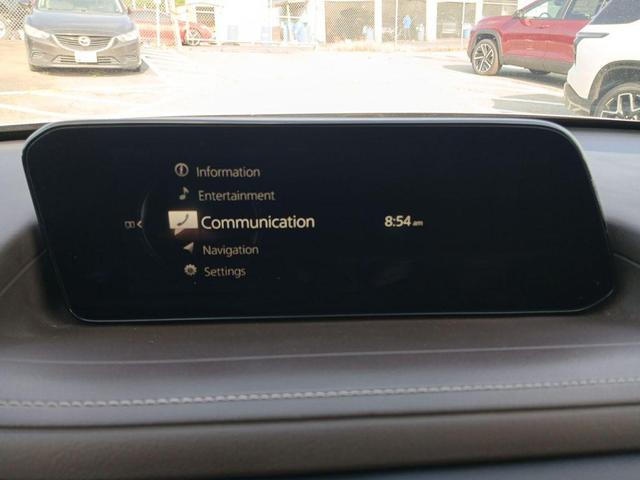 Information
Entertainment
Communication
8:54 am
Navigation
Settings